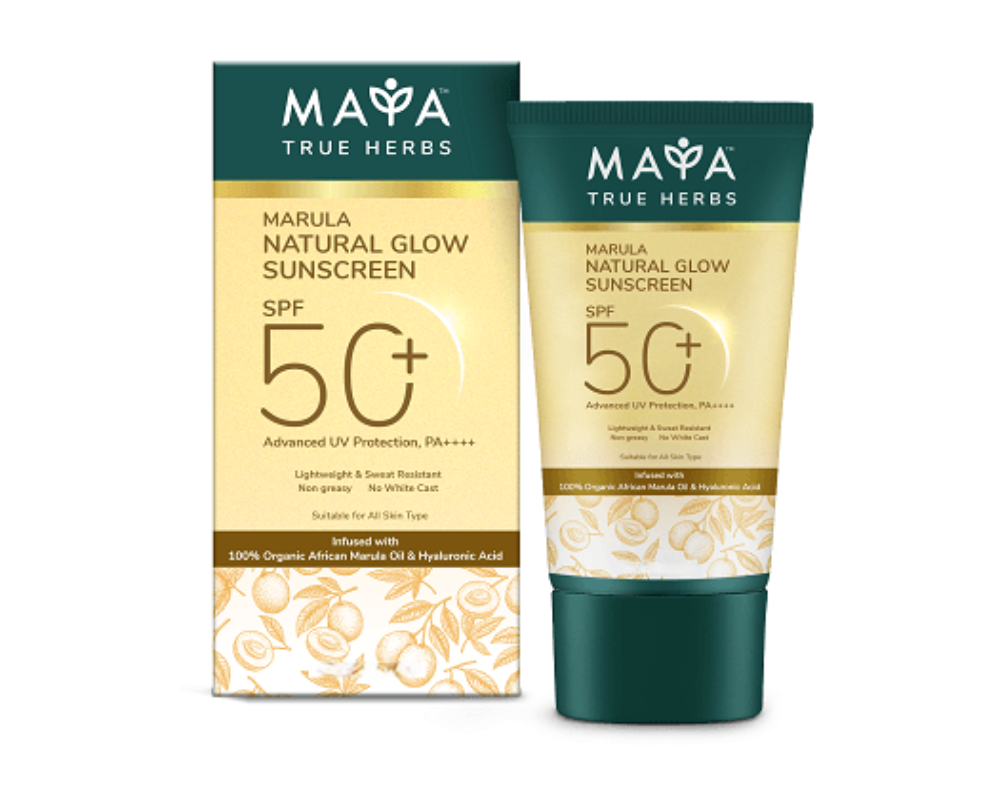 MAYA™
TRUE HERBS
MARULA
NATURAL GLOW
SUNSCREEN
SPF
50+
Advanced UV Protection, PA++++
Lightweight & Sweat Resistant
Non greasy No White Cast
Suitable for All Skin Type
Infused with
100% Organic African Marula Oil & Hyaluronic Acid
MAYA™
TRUE HERBS
MARULA
NATURAL GLOW
SUNSCREEN
SPF
50+
Advanced UV Protection, PA++++
Lightweight & Sweat Resistant
Non greasy No White Cast
Suitable for All Skin Type
Infused with
100% Organic African Marula Oil & Hyaluronic Acid